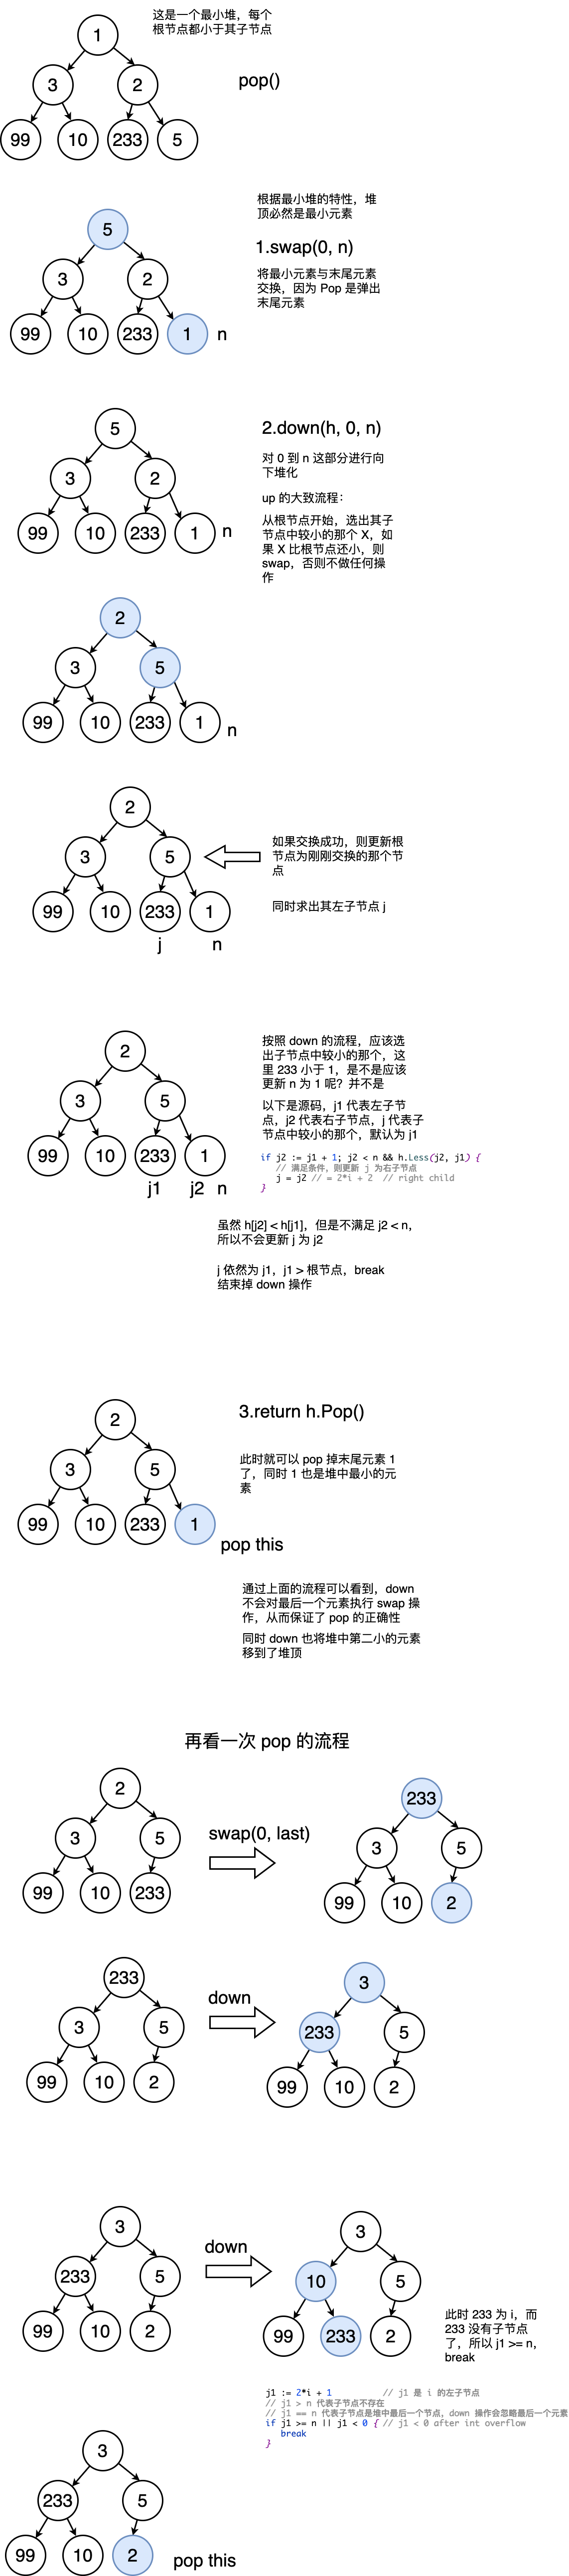 这是一个最小堆，每个
根节点都小于其子节点
1
3
2
99
10
233
5
pop()
根据最小堆的特性，堆
顶必然是最小元素
1.swap(0, n)
将最小元素与末尾元素
交换，因为 Pop 是弹出
末尾元素
5
3
2
99
10
233
1
n
2.down(h, 0, n)
对 0 到 n 这部分进行向
下堆化
up 的大致流程：
从根节点开始，选出其子
节点中较小的那个 X，如
果 X 比根节点还小，则
swap，否则不做任何操
作
5
3
2
99
10
233
1
n
2
3
5
99
10
233
1
n
2
3
5
99
10
233
1
j
n
如果交换成功，则更新根
节点为刚刚交换的那个节
点
同时求出其左子节点 j
2
3
5
99
10
233
1
j1
j2
n
按照 down 的流程，应该选
出子节点中较小的那个，这
里 233 小于 1，是不是应该
更新 n 为 1 呢？并不是
以下是源码，j1 代表左子节
点，j2 代表右子节点，j 代表子
节点中较小的那个，默认为 j1
if j2 := j1 + 1; j2 < n && h.Less(j2, j1) {
// 满足条件，则更新 j 为右子节点
j = j2 // = 2*i + 2  // right child
}
虽然 h[j2] < h[j1]，但是不满足 j2 < n，
所以不会更新 j 为 j2
j 依然为 j1，j1 > 根节点，break
结束掉 down 操作
3.return h.Pop()
此时就可以 pop 掉末尾元素 1
了，同时 1 也是堆中最小的元
素
2
3
5
99
10
233
1
pop this
通过上面的流程可以看到，down
不会对最后一个元素执行 swap 操
作，从而保证了 pop 的正确性
同时 down 也将堆中第二小的元素
移到了堆顶
再看一次 pop 的流程
2
3
5
99
10
233
swap(0, last)
233
3
5
99
10
2
233
3
5
99
10
2
down
3
233
5
99
10
2
3
233
5
99
10
2
down
3
10
5
99
233
2
此时 233 为 i，而
233 没有子节点
了，所以 j1 >= n，
break
j1 := 2*i + 1 // j1 是 i 的左子节点
// j1 > n 代表子节点不存在
// j1 == n 代表子节点是堆中最后一个节点，down 操作会忽略最后一个元素
if j1 >= n || j1 < 0 { // j1 < 0 after int overflow
break
}
3
233
5
99
10
2
pop this